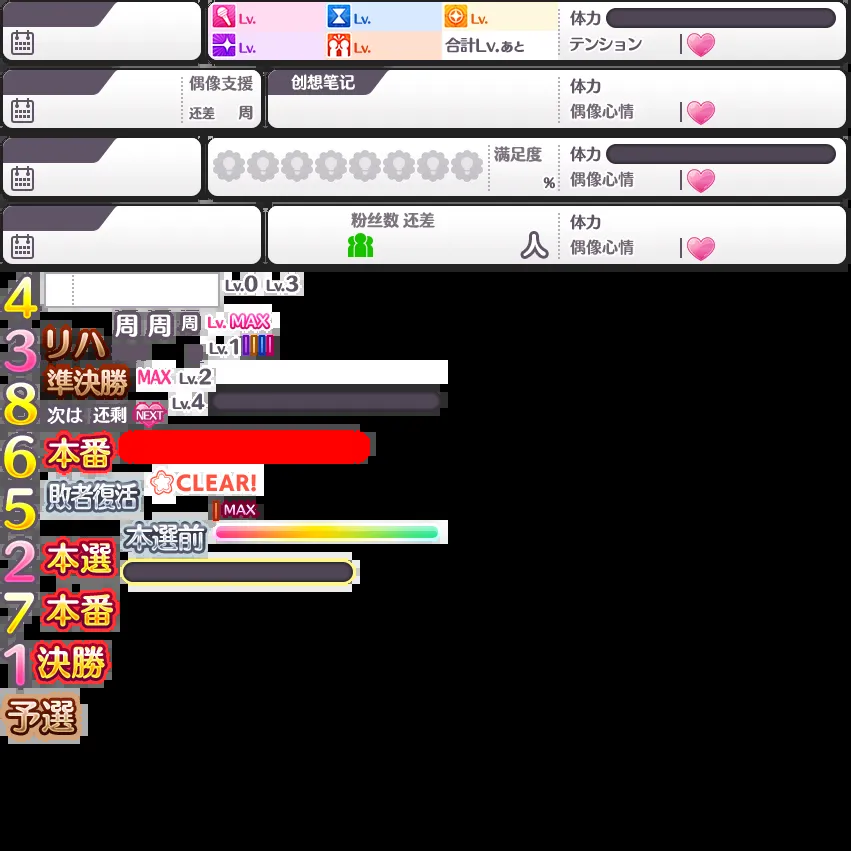 Lv. Lv. Lv. 体力
Lv. Lv. 合計Lv.あと テンション
偶像支援 创想笔记 体力
还差 周 偶像心情
满足度 体力
% 偶像心情
粉丝数 还差 体力
人 偶像心情
4 Lv.0 Lv.3
周 周 周 Lv. MAX
3 リハ Lv.1
準決勝 MAX Lv.2
8 次は 还剩 NEXT Lv.4
6 本番
敗者復活 CLEAR!
5 MAX
本選前
2 本選
7 本番
1 決勝
予選